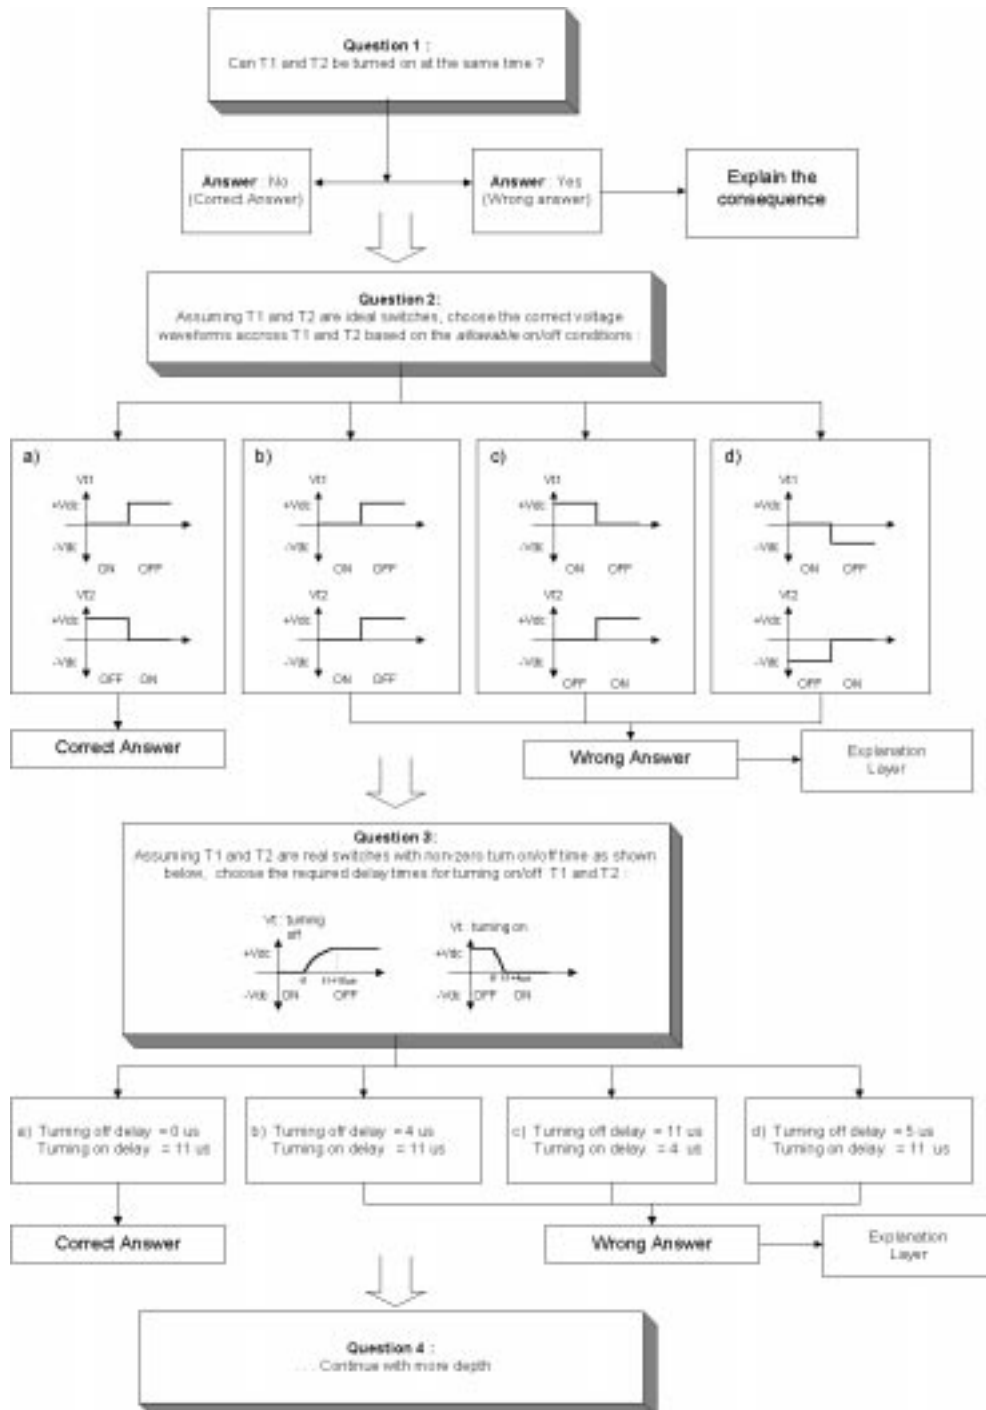 Question 1 :
Can T1 and T2 be turned on at the same time ?
Answer : No
(Correct Answer)
Answer : Yes
(Wrong answer)
Explain the
consequence
Question 2:
Assuming T1 and T2 are ideal switches, choose the correct voltage
waveforms accross T1 and T2 based on the allowable on/off conditions :
a)
Vt1
+Vdc
-Vdc
ON OFF
Vt2
+Vdc
-Vdc
OFF ON
b)
Vt1
+Vdc
-Vdc
ON OFF
Vt2
+Vdc
-Vdc
ON OFF
c)
Vt1
+Vdc
-Vdc
ON OFF
Vt2
+Vdc
-Vdc
OFF ON
d)
Vt1
+Vdc
-Vdc
ON OFF
Vt2
+Vdc
-Vdc
OFF ON
Correct Answer
Wrong Answer
Explanation
Layer
Question 3:
Assuming T1 and T2 are real switches with non-zero turn on/off time as shown
below, choose the required delay times for turning on/off T1 and T2 :
Vt : turning
off
+Vdc
-Vdc
ON OFF
Vt : turning on
+Vdc
-Vdc
OFF ON
a) Turning off delay = 0 us
Turning on delay = 11 us
b) Turning off delay = 4 us
Turning on delay = 11 us
c) Turning off delay = 11 us
Turning on delay = 4 us
d) Turning off delay = 5 us
Turning on delay = 11 us
Correct Answer
Wrong Answer
Explanation
Layer
Question 4 :
. . . Continue with more depth